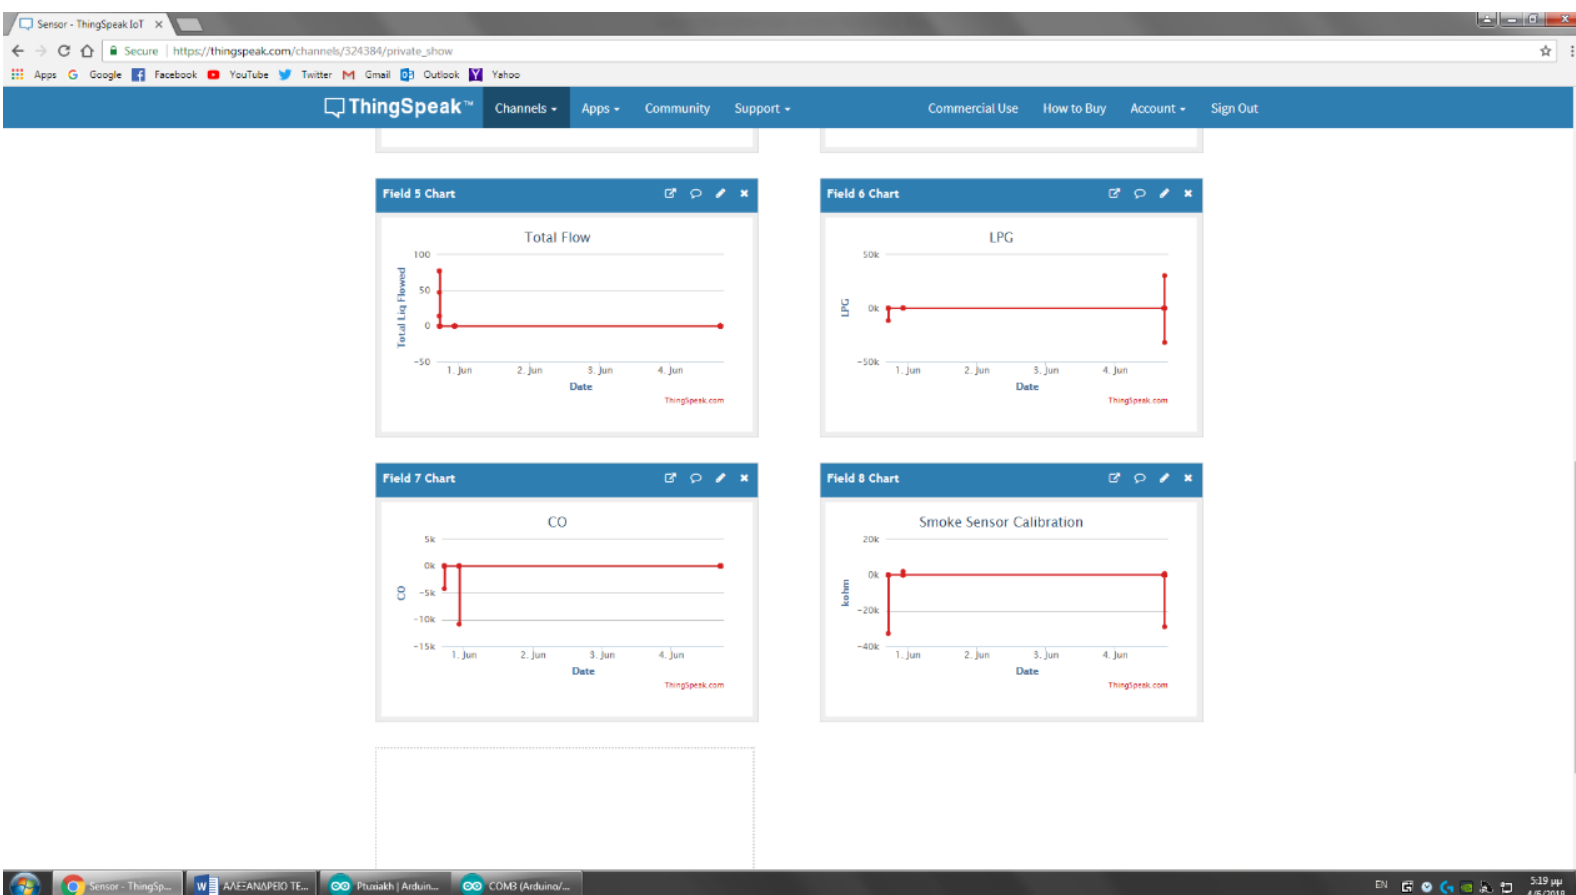 Sensor - ThingSpeak IoT
Secure https://thingspeak.com/channels/324384/private_show
Apps Google Facebook YouTube Twitter Gmail Outlook Yahoo
ThingSpeak™ Channels Apps Community Support Commercial Use How to Buy Account Sign Out
Field 5 Chart
Total Flow
Total Liq Flowed
100
50
0
-50
1. Jun 2. Jun 3. Jun 4. Jun
Date
ThingSpeak.com
Field 6 Chart
LPG
LPG
50k
0k
-50k
1. Jun 2. Jun 3. Jun 4. Jun
Date
ThingSpeak.com
Field 7 Chart
CO
CO
5k
0k
-5k
-10k
-15k
1. Jun 2. Jun 3. Jun 4. Jun
Date
ThingSpeak.com
Field 8 Chart
Smoke Sensor Calibration
kohm
20k
0k
-20k
-40k
1. Jun 2. Jun 3. Jun 4. Jun
Date
ThingSpeak.com
Sensor - ThingSp... ΑΛΕΞΑΝΔΡΕΙΟ ΤΕ... Ptuxiakh | Arduin... COM3 (Arduino/... EN 5:19 μμ
4/6/2018